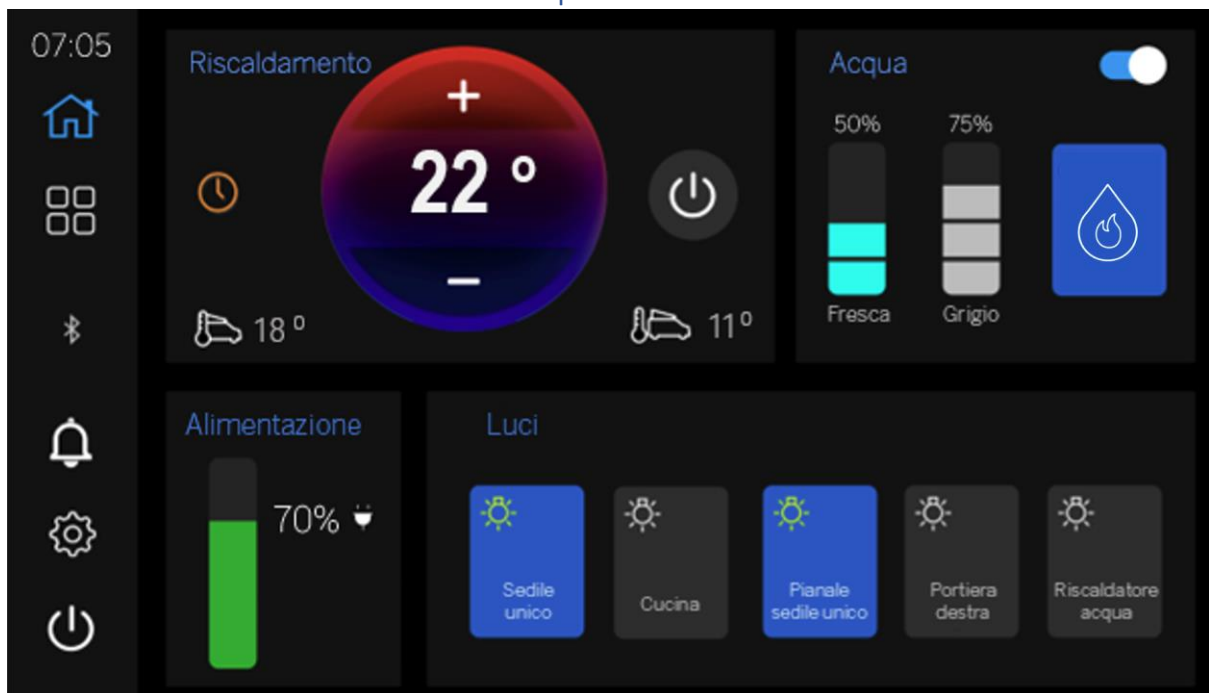 07:05
Riscaldamento
+
22 º
−
18 º
11º
Acqua
50% 75%
Fresca Grigio
Alimentazione
70%
Luci
Sedile
unico
Cucina
Pianale
sedile unico
Portiera
destra
Riscaldatore
acqua